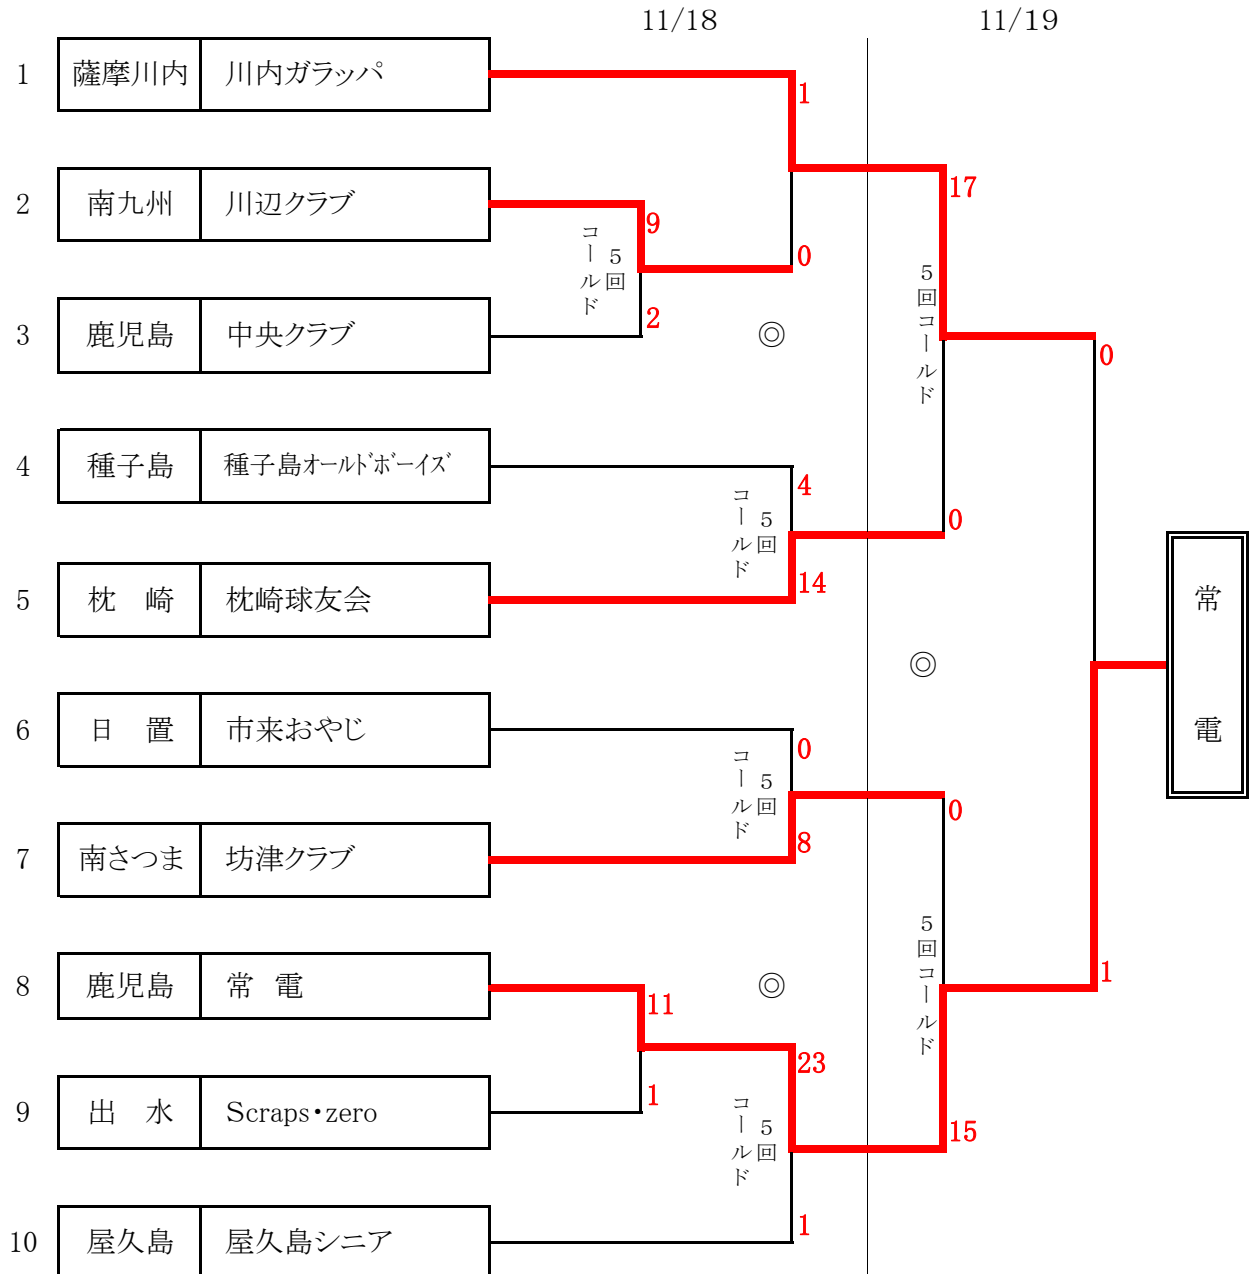 11/18 11/19
1 薩摩川内 川内ガラッパ
1
17
2 南九州 川辺クラブ
9
5回コールド
0
2
3 鹿児島 中央クラブ
◎
5回コールド
0
4 種子島 種子島オールドボーイズ
4
5回コールド
0
14
5 枕 崎 枕崎球友会
常電
◎
6 日 置 市来おやじ
0
5回コールド
0
8
7 南さつま 坊津クラブ
5回コールド
1
8 鹿児島 常 電
◎
11
23
1
9 出 水 Scraps・zero
5回コールド
15
1
10 屋久島 屋久島シニア